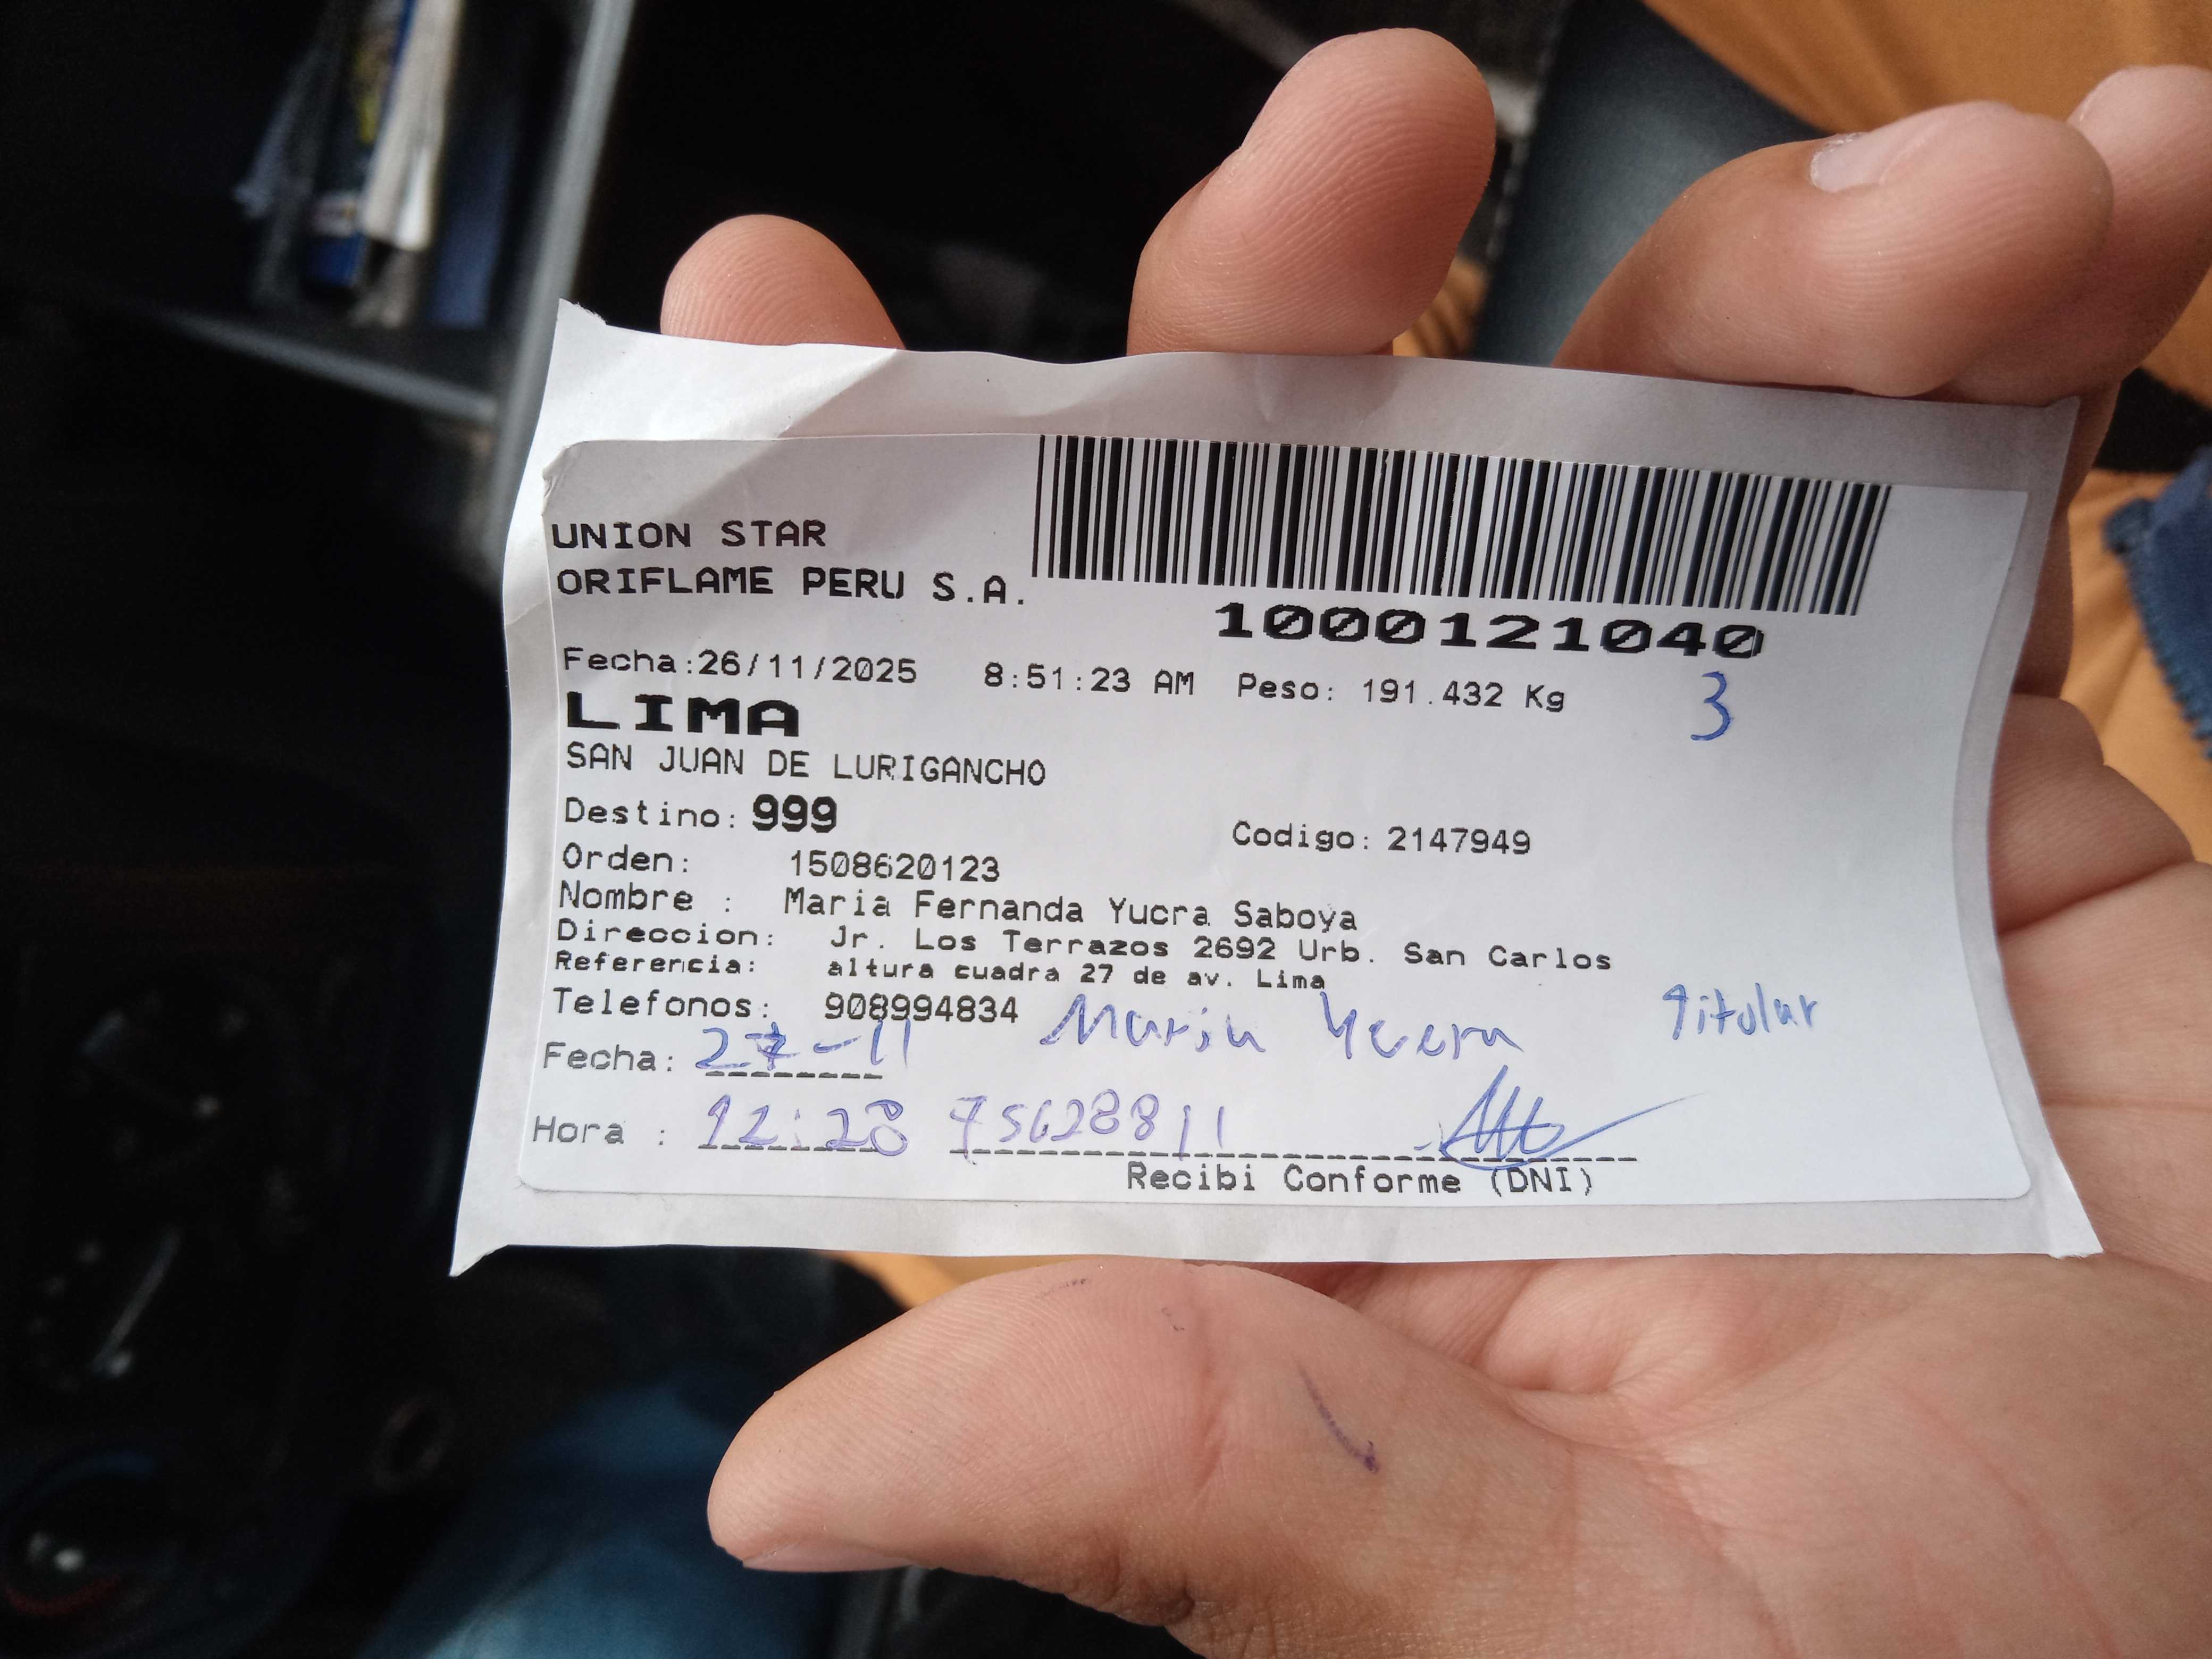 UNION STAR
ORIFLAME PERU S.A.
1000121040
Fecha:26/11/2025 8:51:23 AM Peso: 191.432 Kg 3
LIMA
SAN JUAN DE LURIGANCHO
Destino: 999
Codigo: 2147949
Orden: 1508620123
Nombre : Maria Fernanda Yucra Saboya
Direccion: Jr. Los Terrazos 2692 Urb. San Carlos
Referencia: altura cuadra 27 de av. Lima
Telefonos: 908994834
Maria Yucra Titular
Fecha: 27-11
Hora : 12:28 75628811
Recibi Conforme (DNI)